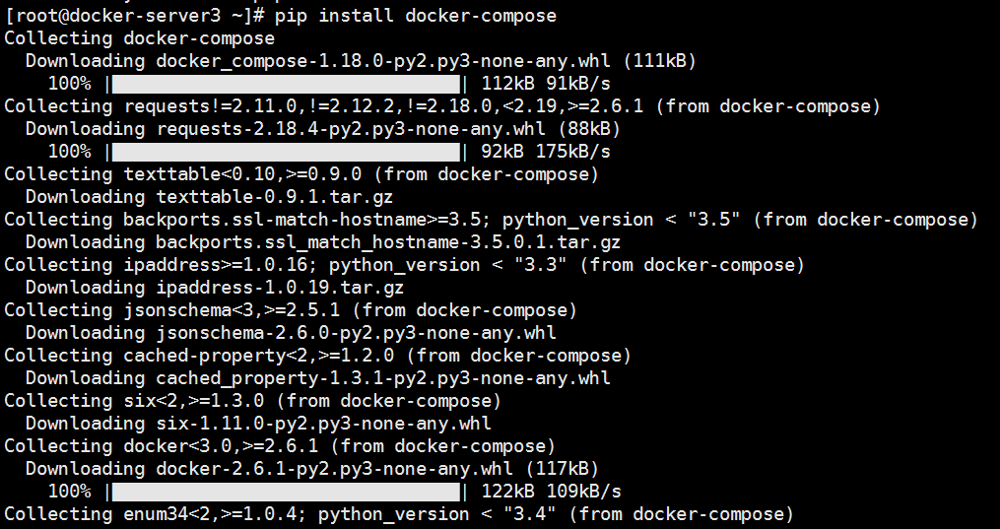 [root@docker-server3 ~]# pip install docker-compose
Collecting docker-compose
  Downloading docker_compose-1.18.0-py2.py3-none-any.whl (111kB)
    100% |████████████████████████████████| 112kB 91kB/s
Collecting requests!=2.11.0,!=2.12.2,!=2.18.0,<2.19,>=2.6.1 (from docker-compose)
  Downloading requests-2.18.4-py2.py3-none-any.whl (88kB)
    100% |████████████████████████████████| 92kB 175kB/s
Collecting texttable<0.10,>=0.9.0 (from docker-compose)
  Downloading texttable-0.9.1.tar.gz
Collecting backports.ssl-match-hostname>=3.5; python_version < "3.5" (from docker-compose)
  Downloading backports.ssl_match_hostname-3.5.0.1.tar.gz
Collecting ipaddress>=1.0.16; python_version < "3.3" (from docker-compose)
  Downloading ipaddress-1.0.19.tar.gz
Collecting jsonschema<3,>=2.5.1 (from docker-compose)
  Downloading jsonschema-2.6.0-py2.py3-none-any.whl
Collecting cached-property<2,>=1.2.0 (from docker-compose)
  Downloading cached_property-1.3.1-py2.py3-none-any.whl
Collecting six<2,>=1.3.0 (from docker-compose)
  Downloading six-1.11.0-py2.py3-none-any.whl
Collecting docker<3.0,>=2.6.1 (from docker-compose)
  Downloading docker-2.6.1-py2.py3-none-any.whl (117kB)
    100% |████████████████████████████████| 122kB 109kB/s
Collecting enum34<2,>=1.0.4; python_version < "3.4" (from docker-compose)